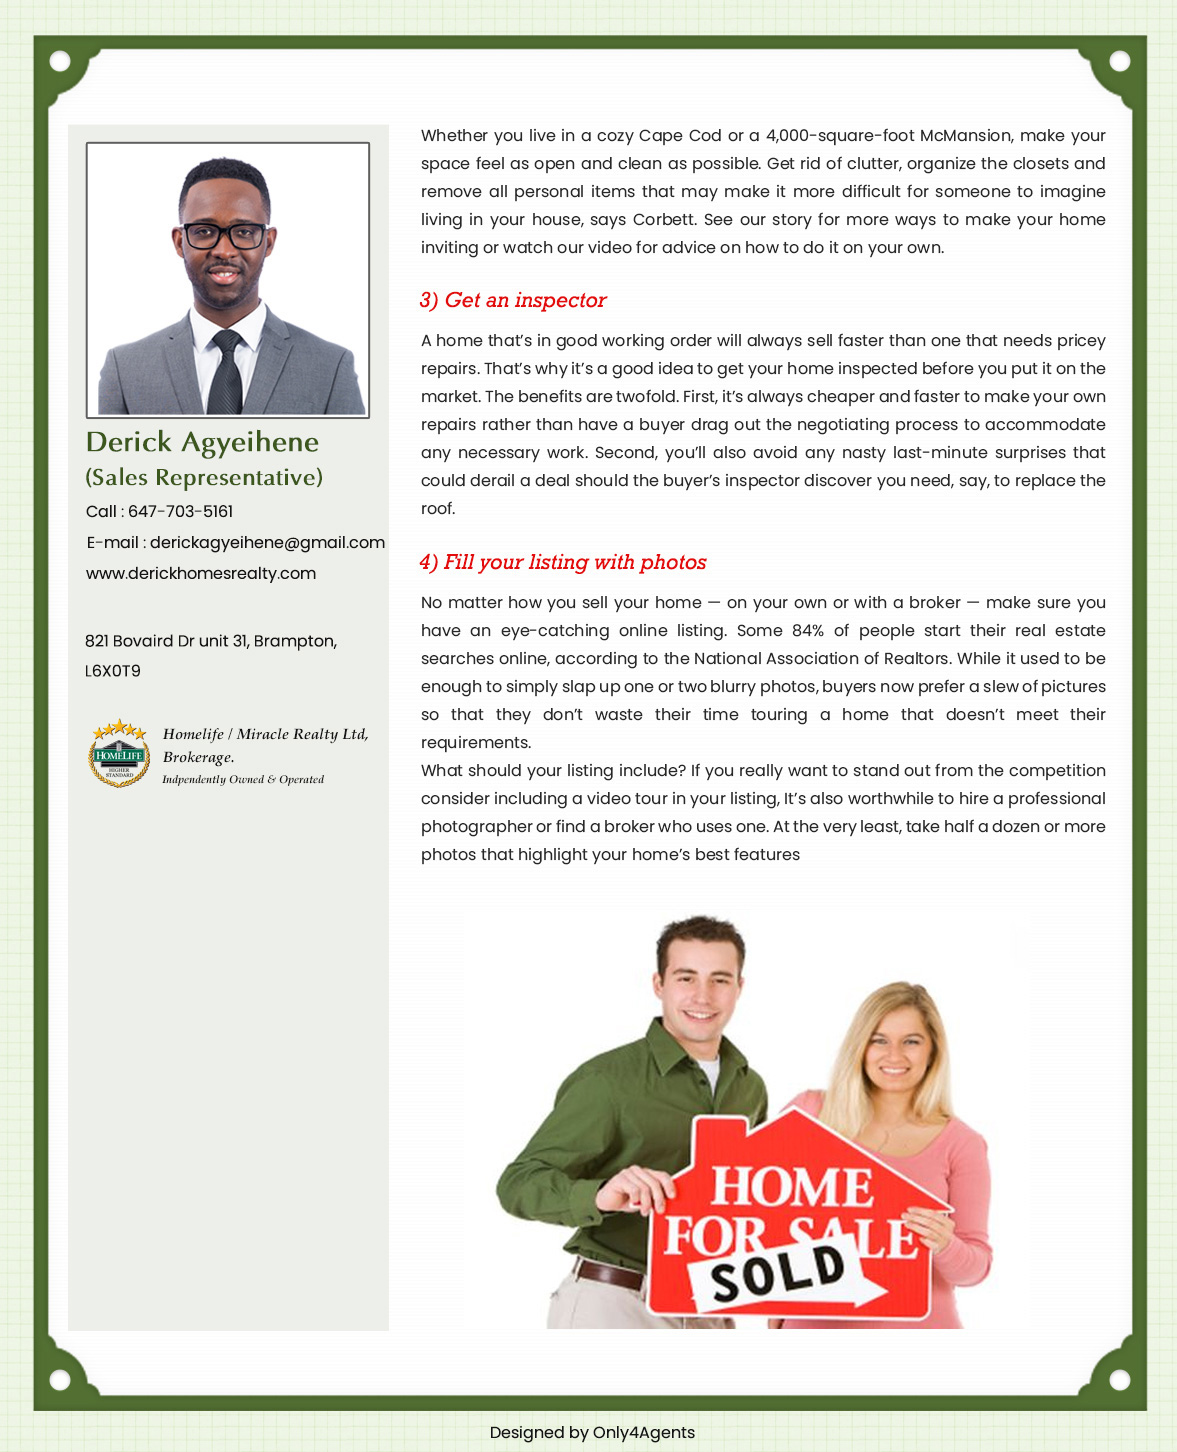 Derick Agyeihene
(Sales Representative)
Call : 647-703-5161
E-mail : derickagyeihene@gmail.com
www.derickhomesrealty.com
821 Bovaird Dr unit 31, Brampton,
L6X0T9
HOMELIFE
HIGHER
STANDARD
Homelife / Miracle Realty Ltd,
Brokerage.
Indpendently Owned & Operated
Whether you live in a cozy Cape Cod or a 4,000-square-foot McMansion, make your
space feel as open and clean as possible. Get rid of clutter, organize the closets and
remove all personal items that may make it more difficult for someone to imagine
living in your house, says Corbett. See our story for more ways to make your home
inviting or watch our video for advice on how to do it on your own.
3) Get an inspector
A home that’s in good working order will always sell faster than one that needs pricey
repairs. That’s why it’s a good idea to get your home inspected before you put it on the
market. The benefits are twofold. First, it’s always cheaper and faster to make your own
repairs rather than have a buyer drag out the negotiating process to accommodate
any necessary work. Second, you’ll also avoid any nasty last-minute surprises that
could derail a deal should the buyer’s inspector discover you need, say, to replace the
roof.
4) Fill your listing with photos
No matter how you sell your home — on your own or with a broker — make sure you
have an eye-catching online listing. Some 84% of people start their real estate
searches online, according to the National Association of Realtors. While it used to be
enough to simply slap up one or two blurry photos, buyers now prefer a slew of pictures
so that they don’t waste their time touring a home that doesn’t meet their
requirements.
What should your listing include? If you really want to stand out from the competition
consider including a video tour in your listing, It’s also worthwhile to hire a professional
photographer or find a broker who uses one. At the very least, take half a dozen or more
photos that highlight your home’s best features
HOME
FOR SALE
SOLD
Designed by Only4Agents